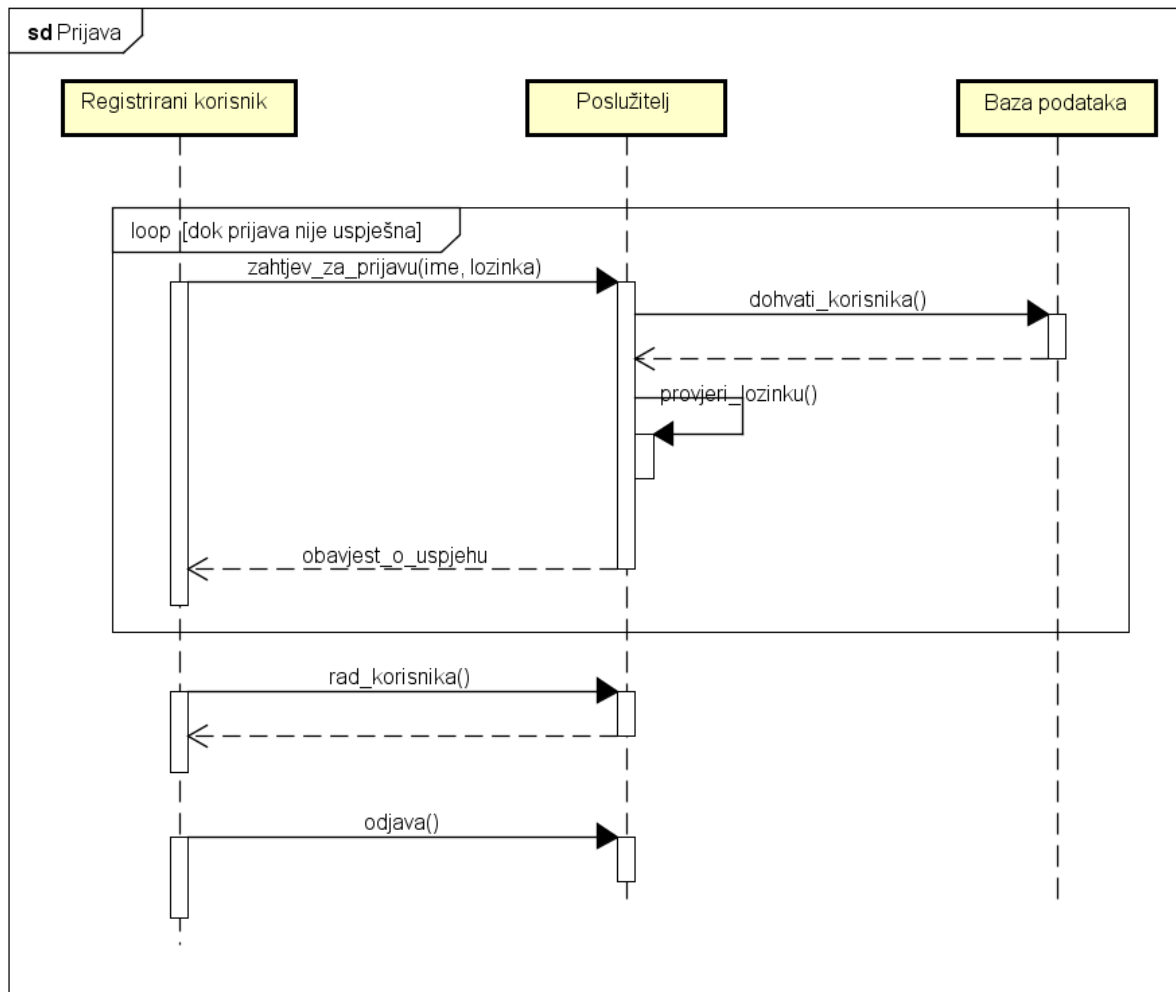 sd Prijava
Registrirani korisnik
Poslužitelj
Baza podataka
loop [dok prijava nije uspješna]
zahtjev_za_prijavu(ime, lozinka)
dohvati_korisnika()
provjeri_lozinku()
obavjest_o_uspjehu
rad_korisnika()
odjava()